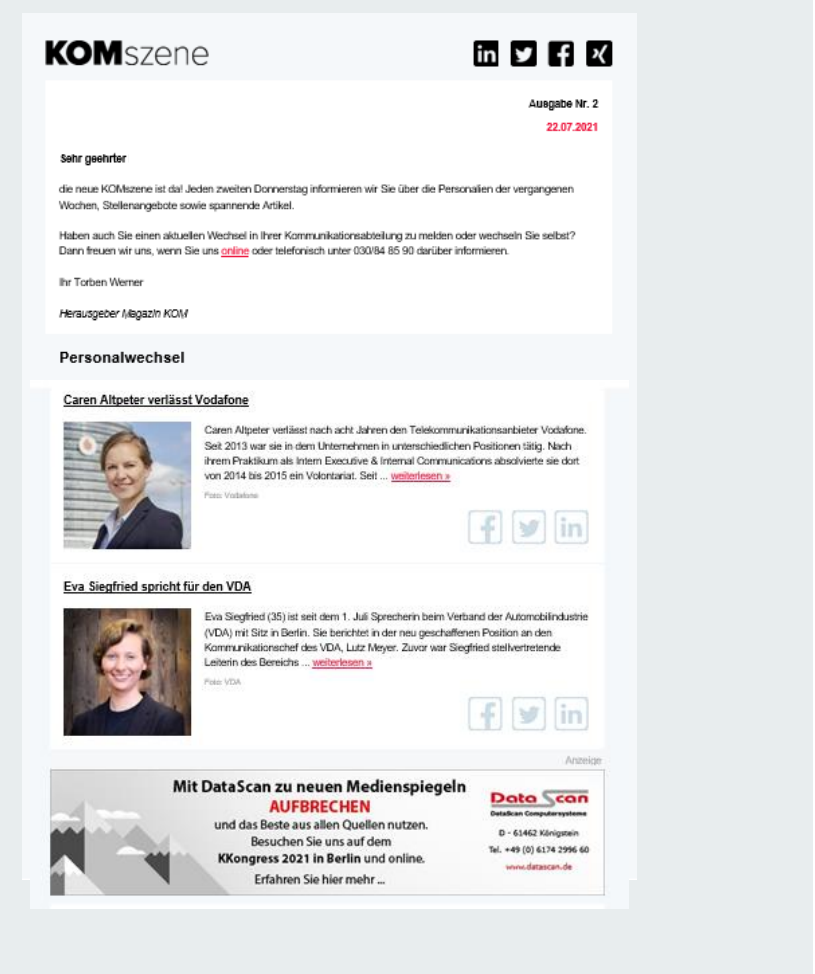 KOMszene
Ausgabe Nr. 2
22.07.2021
Sehr geehrter
die neue KOMszene ist da! Jeden zweiten Donnerstag informieren wir Sie über die Personalien der vergangenen
Wochen, Stellenangebote sowie spannende Artikel.
Haben auch Sie einen aktuellen Wechsel in Ihrer Kommunikationsabteilung zu melden oder wechseln Sie selbst?
Dann freuen wir uns, wenn Sie uns online oder telefonisch unter 030/84 85 90 darüber informieren.
Ihr Torben Werner
Herausgeber Magazin KOM
Personalwechsel
Caren Altpeter verlässt Vodafone
Caren Altpeter verlässt nach acht Jahren den Telekommunikationsanbieter Vodafone.
Seit 2013 war sie in dem Unternehmen in unterschiedlichen Positionen tätig. Nach
ihrem Praktikum als Intern Executive & Internal Communications absolvierte sie dort
von 2014 bis 2015 ein Volontariat. Seit ... weiterlesen »
Foto: Vodafone
Eva Siegfried spricht für den VDA
Eva Siegfried (35) ist seit dem 1. Juli Sprecherin beim Verband der Automobilindustrie
(VDA) mit Sitz in Berlin. Sie berichtet in der neu geschaffenen Position an den
Kommunikationschef des VDA, Lutz Meyer. Zuvor war Siegfried stellvertretende
Leiterin des Bereichs ... weiterlesen »
Foto: VDA
Anzeige
Mit DataScan zu neuen Medienspiegeln
AUFBRECHEN
und das Beste aus allen Quellen nutzen.
Besuchen Sie uns auf dem
KKongress 2021 in Berlin und online.
Erfahren Sie hier mehr ...
Data Scan
DataScan Computersysteme
D - 61462 Königstein
Tel. +49 (0) 6174 2996 60
www.datascan.de